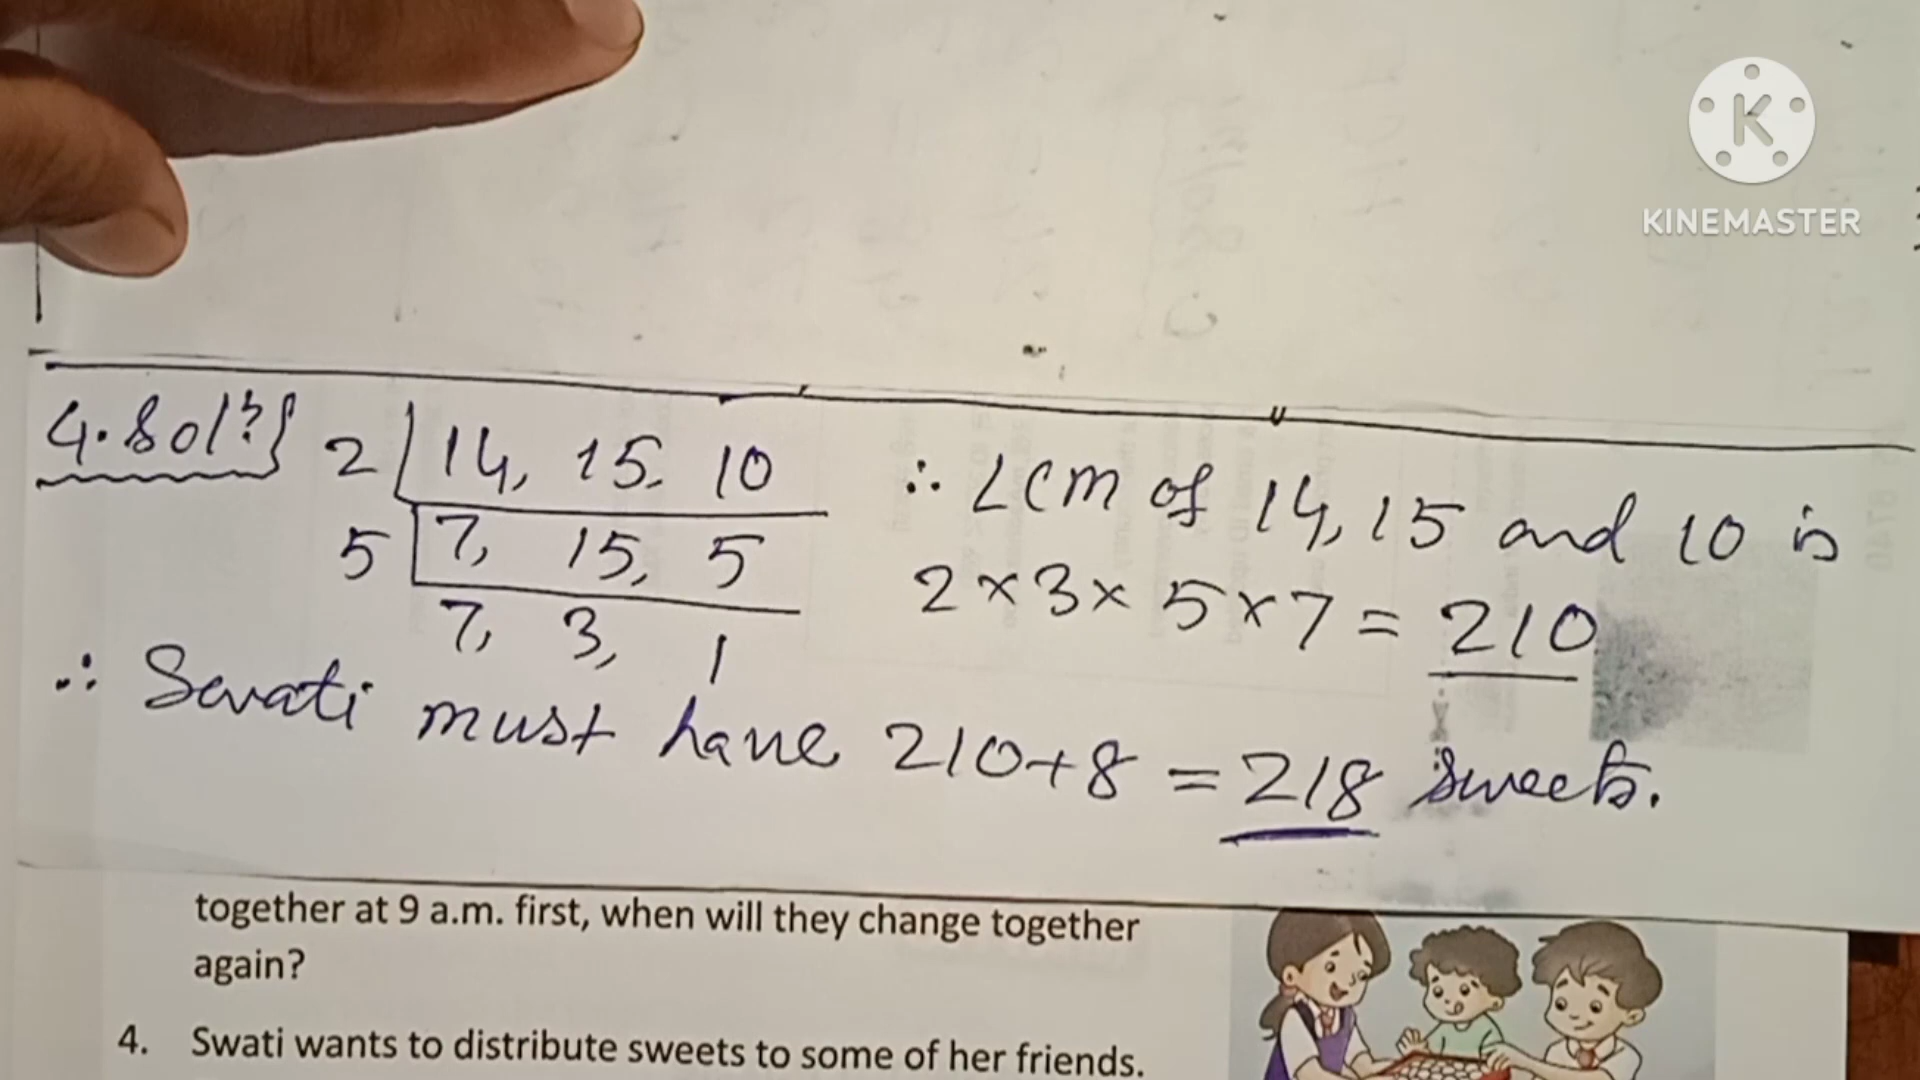 KINEMASTER
4. Solⁿ} 2 | 14, 15, 10
5 | 7, 15, 5
7, 3, 1
∴ LCM of 14, 15 and 10 is
2 × 3 × 5 × 7 = 210
∴ Swati must have 210 + 8 = 218 sweets.
together at 9 a.m. first, when will they change together
again?
4. Swati wants to distribute sweets to some of her friends.